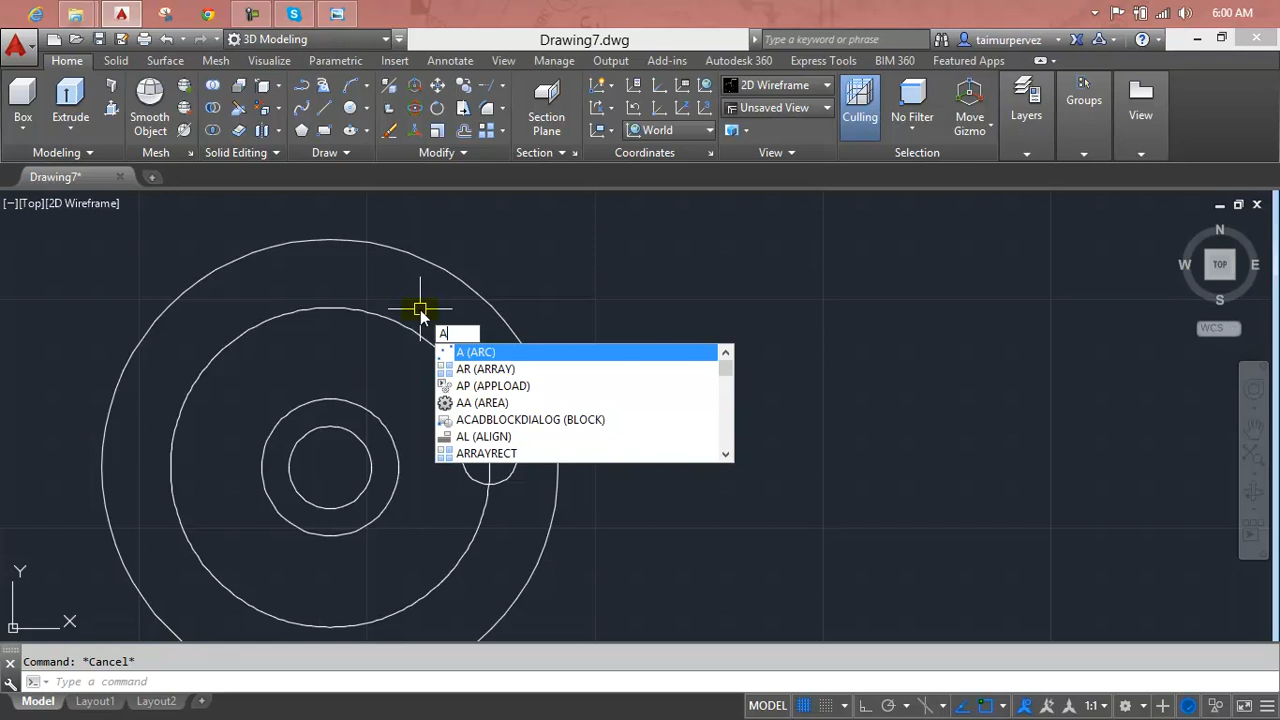 6:00 AM
3D Modeling
Drawing7.dwg
Type a keyword or phrase
taimurpervez
Home Solid Surface Mesh Visualize Parametric Insert Annotate View Manage Output Add-ins Autodesk 360 Express Tools BIM 360 Featured Apps
2D Wireframe
Unsaved View
World
Box
Extrude
Smooth
Object
Section
Plane
Culling
No Filter
Move
Gizmo
Layers
Groups
View
Modeling
Mesh
Solid Editing
Draw
Modify
Section
Coordinates
View
Selection
Drawing7*
[−][Top][2D Wireframe]
N
W
TOP
E
S
WCS
A
A (ARC)
AR (ARRAY)
AP (APPLOAD)
AA (AREA)
ACADBLOCKDIALOG (BLOCK)
AL (ALIGN)
ARRAYRECT
Y
X
Command: *Cancel*
Type a command
Model Layout1 Layout2
MODEL
1:1